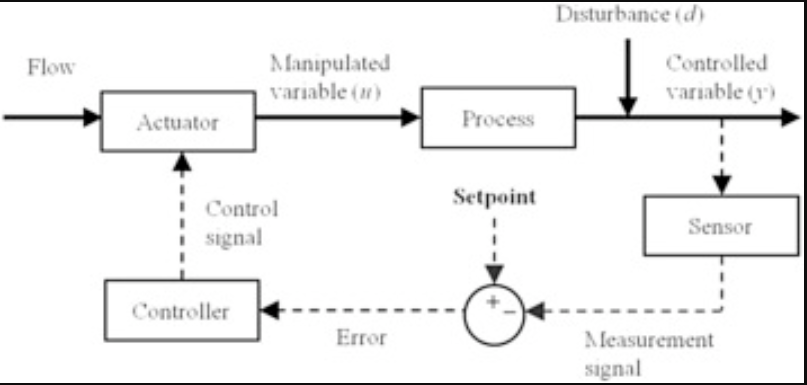 Disturbance (d)
Flow
Manipulated
variable (u)
Controlled
variable (y)
Actuator
Process
Control
signal
Setpoint
Sensor
+
−
Controller
Error
Measurement
signal